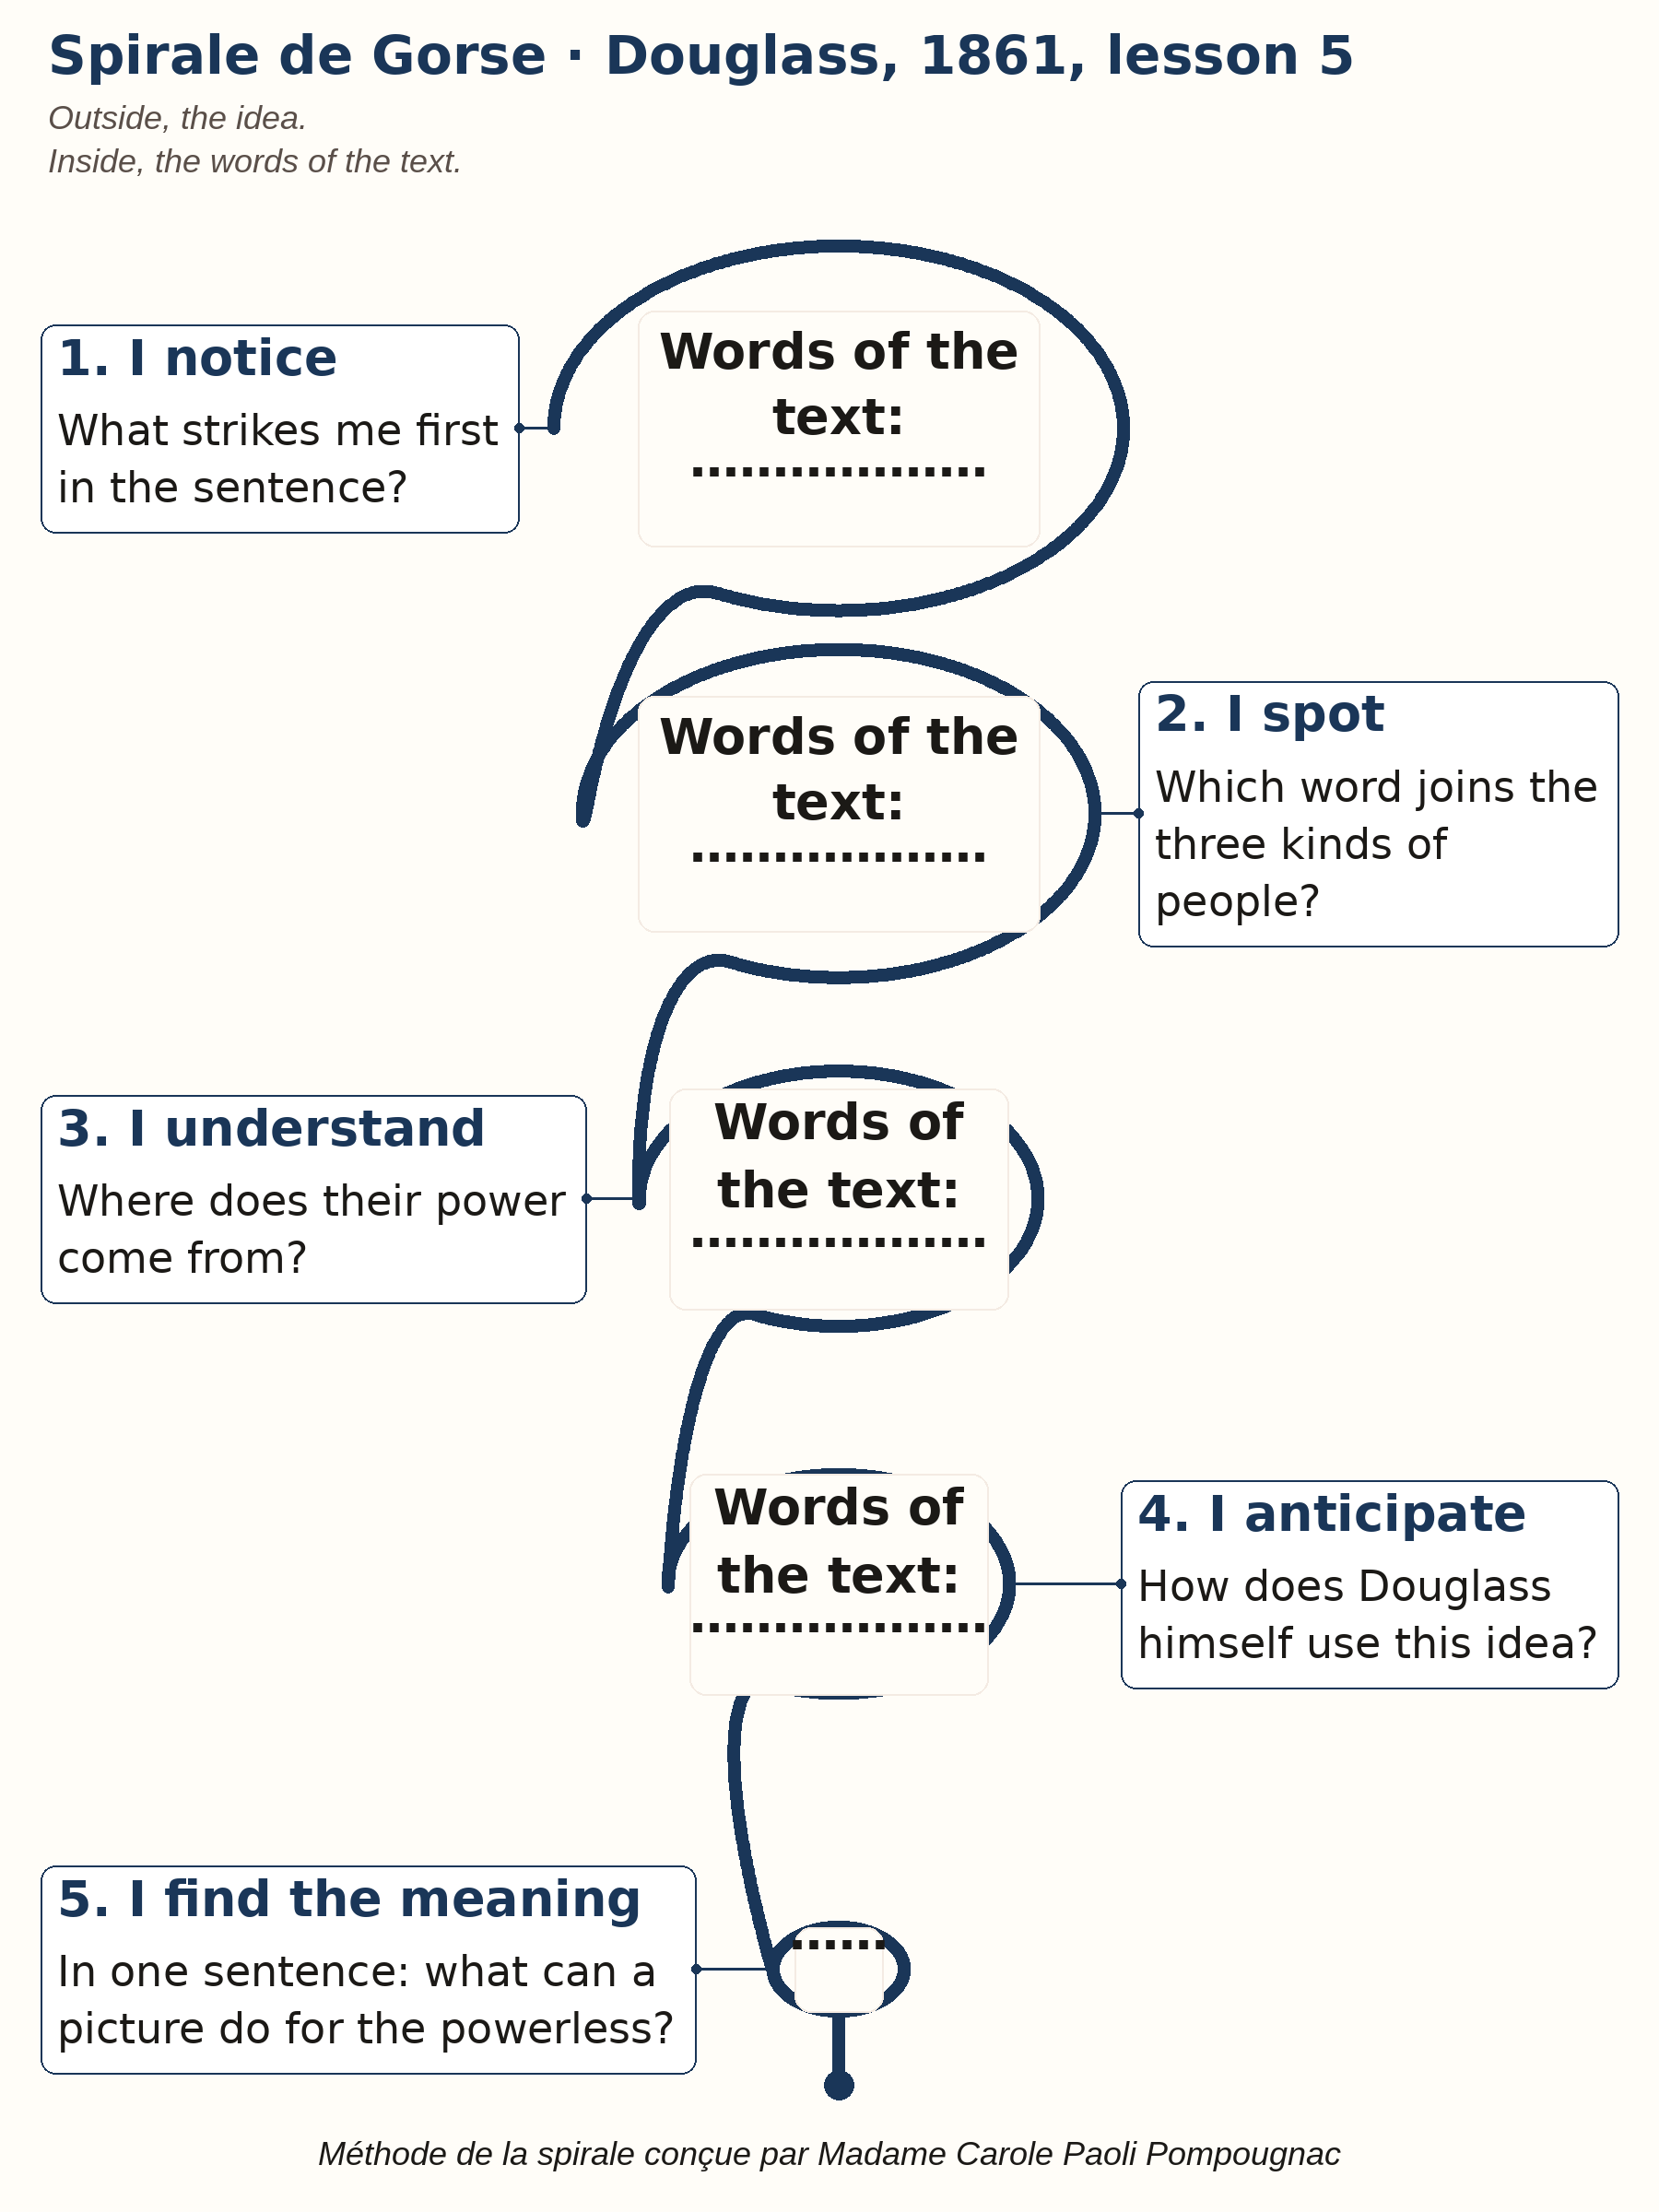 Spirale de Gorse · Douglass, 1861, lesson 5
Outside, the idea.
Inside, the words of the text.
1. I notice
What strikes me first
in the sentence?
Words of the
text:
..................
Words of the
text:
..................
2. I spot
Which word joins the
three kinds of
people?
3. I understand
Where does their power
come from?
Words of
the text:
..................
Words of
the text:
..................
4. I anticipate
How does Douglass
himself use this idea?
5. I find the meaning
In one sentence: what can a
picture do for the powerless?
......
Méthode de la spirale conçue par Madame Carole Paoli Pompougnac